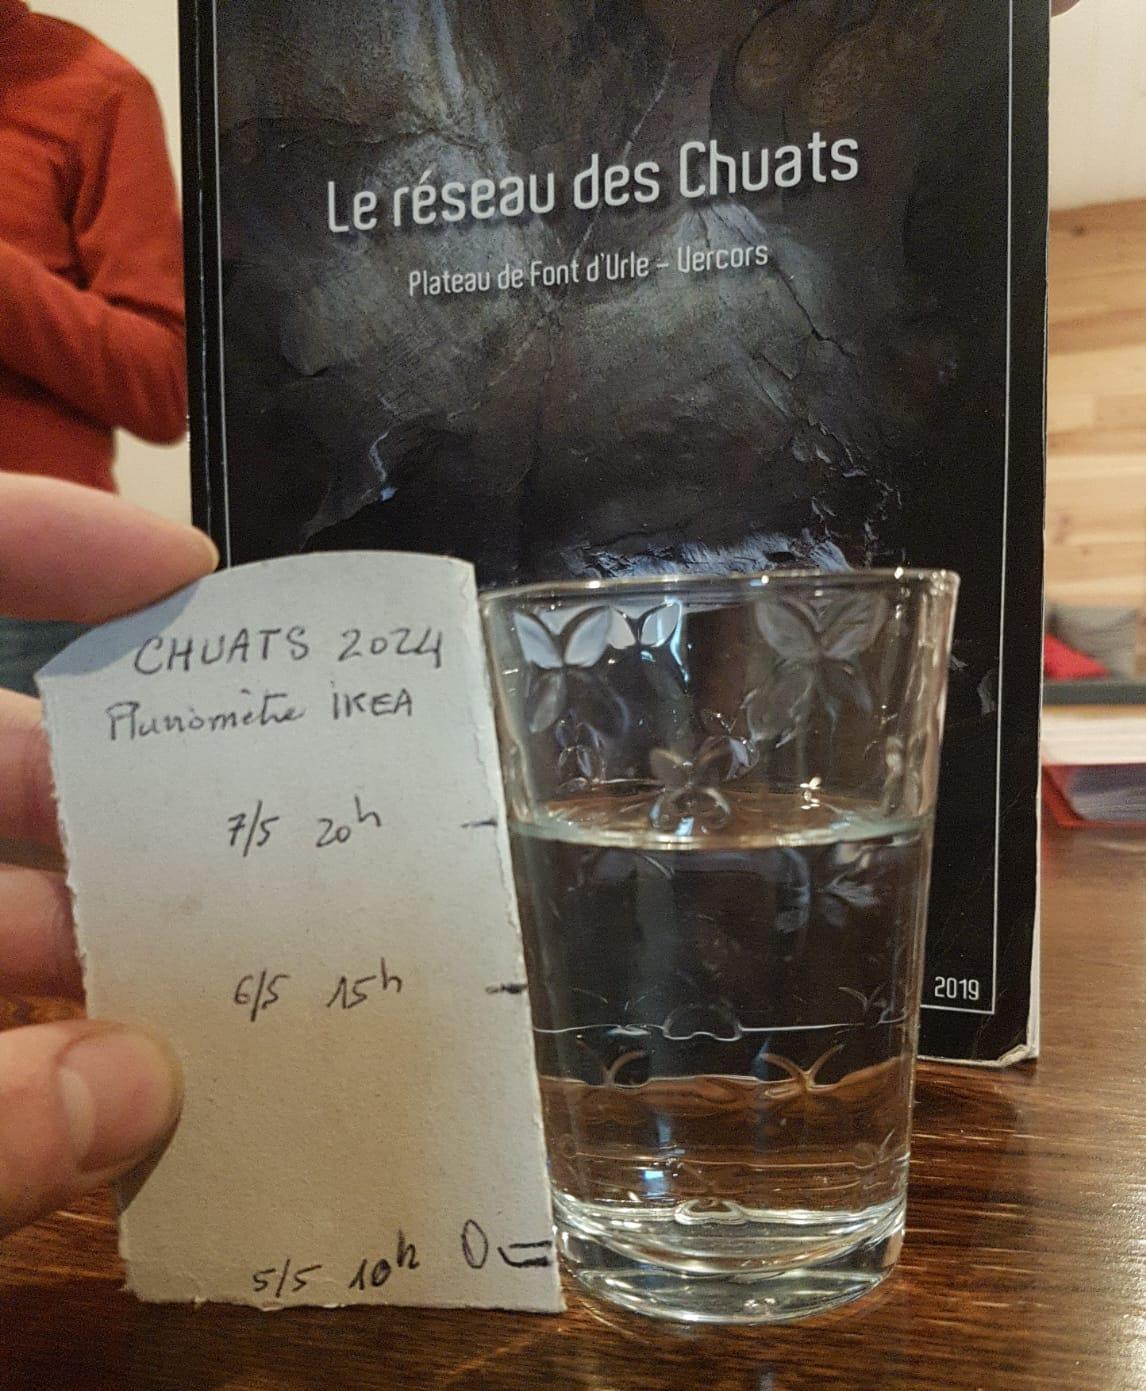 Le réseau des Chuats
Plateau de Font d'Urle - Vercors
2019
CHUATS 2024
Pluviomètre IKEA
7/5 20h
6/5 15h
5/5 10h 0